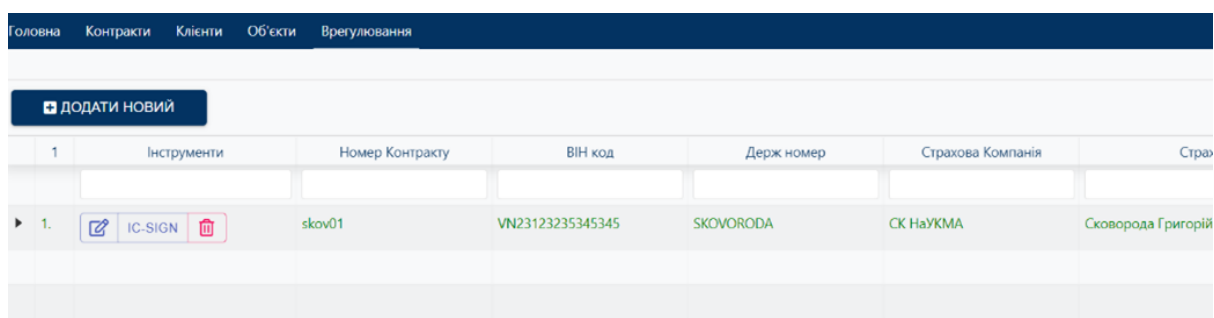 Головна Контракти Клієнти Об'єкти Врегулювання
ДОДАТИ НОВИЙ
1 Інструменти Номер Контракту ВІН код Держ номер Страхова Компанія Страх
1. IC-SIGN skov01 VN23123235345345 SKOVORODA СК НаУКМА Сковорода Григорій